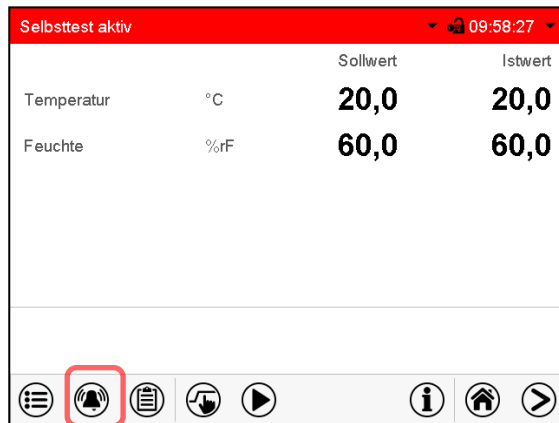 Selbsttest aktiv 09:58:27
Sollwert Istwert
Temperatur °C 20,0 20,0
Feuchte %rF 60,0 60,0